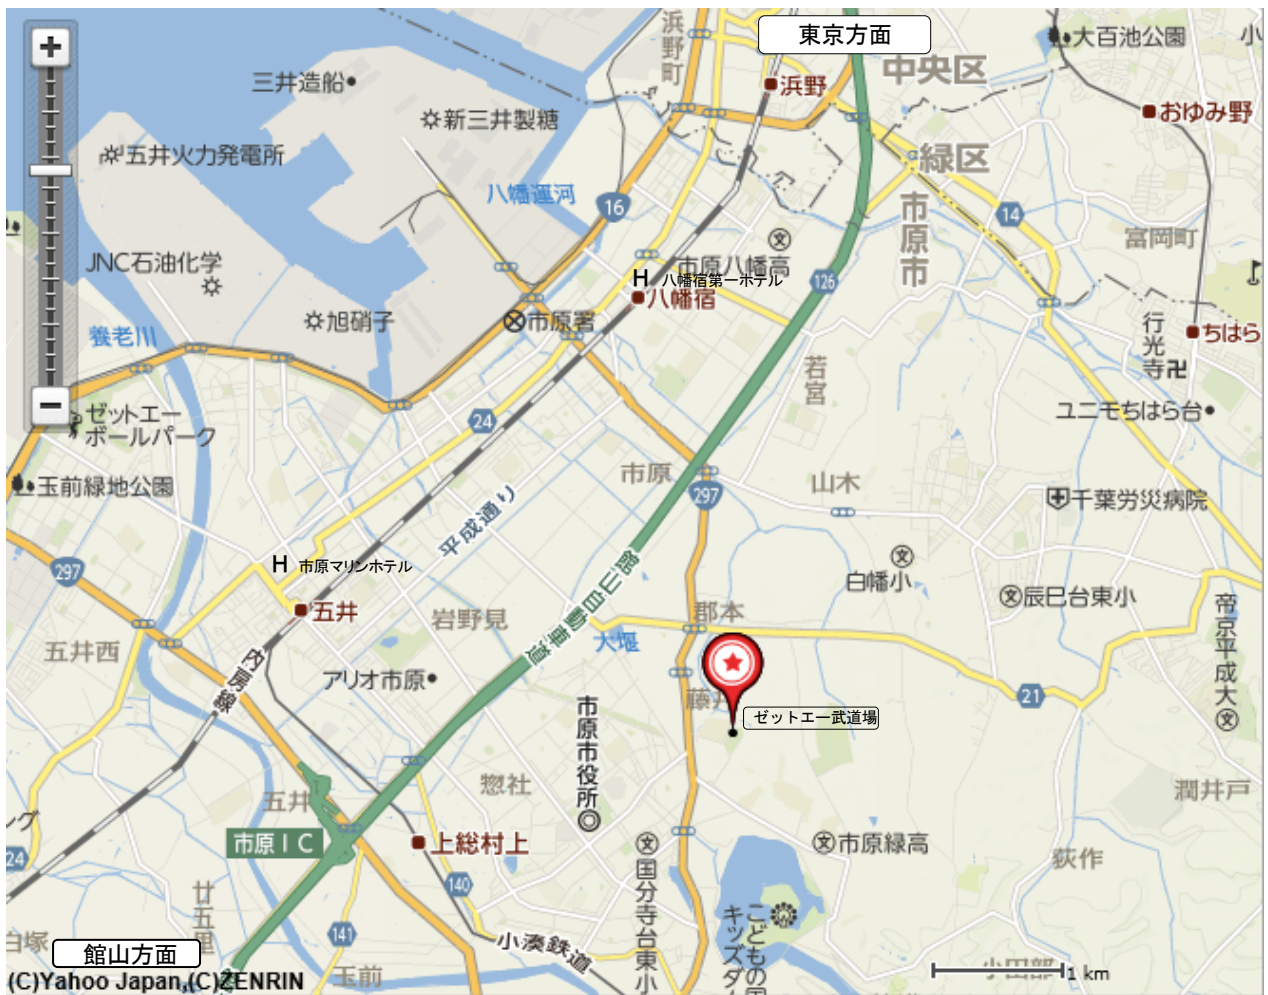 東京方面
浜野町
中央区
大百池公園
小
三井造船
浜野
新三井製糖
おゆみ野
五井火力発電所
緑区
八幡運河
16
14
市原市
富岡町
JNC石油化学
市原八幡高
八幡宿第一ホテル
H
126
八幡宿
旭硝子
市原署
養老川
行光寺
ちはら
若宮
ゼットエー
ボールパーク
24
ユニモちはら台
市原
山木
玉前緑地公園
297
千葉労災病院
平成通り
H
市原マリンホテル
297
館山自動車道
白幡小
辰巳台東小
五井
岩野見
郡本
帝京平成大
大堰
五井西
内房線
アリオ市原
藤井
21
ゼットエー武道場
市原市役所
惣社
潤井戸
五井
市原IC
上総村上
市原緑高
荻作
24
140
国分寺台東小
廿五里
こどもの国
キッズダム
141
小湊鉄道
館山方面
白塚
玉前
小田部
1 km
(C)Yahoo Japan,(C)ZENRIN